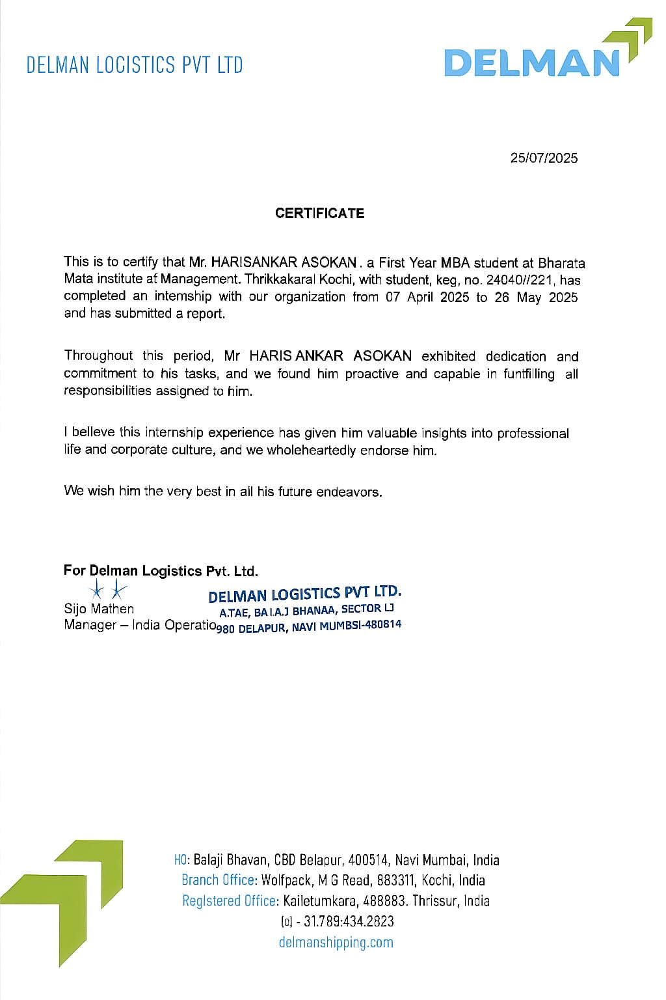 DELMAN LOGISTICS PVT LTD
DELMAN
25/07/2025
CERTIFICATE
This is to certify that Mr. HARISANKAR ASOKAN . a First Year MBA student at Bharata
Mata institute af Management. Thrikkakaral Kochi, with student, keg, no. 24040//221, has
completed an intemship with our organization from 07 April 2025 to 26 May 2025
and has submitted a report.
Throughout this period, Mr HARIS ANKAR ASOKAN exhibited dedication and
commitment to his tasks, and we found him proactive and capable in funtfilling all
responsibilities assigned to him.
I belleve this internship experience has given him valuable insights into professional
life and corporate culture, and we wholeheartedly endorse him.
We wish him the very best in all his future endeavors.
For Delman Logistics Pvt. Ltd.
Sijo Mathen
Manager – India Operatio
DELMAN LOGISTICS PVT LTD.
A.TAE, BA I.A.J BHANAA, SECTOR LJ
980 DELAPUR, NAVI MUMBSI-480814
HO: Balaji Bhavan, CBD Belapur, 400514, Navi Mumbai, India
Branch Office: Wolfpack, M G Read, 883311, Kochi, India
Reglstered Office: Kailetumkara, 488883. Thrissur, India
(o) - 31.789:434.2823
delmanshipping.com